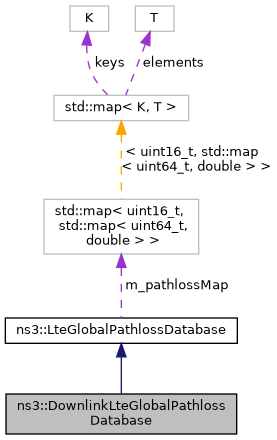 K
T
keys
elements
std::map< K, T >
< uint16_t, std::map
< uint64_t, double > >
std::map< uint16_t,
std::map< uint64_t,
double > >
m_pathlossMap
ns3::LteGlobalPathlossDatabase
ns3::DownlinkLteGlobalPathloss
Database